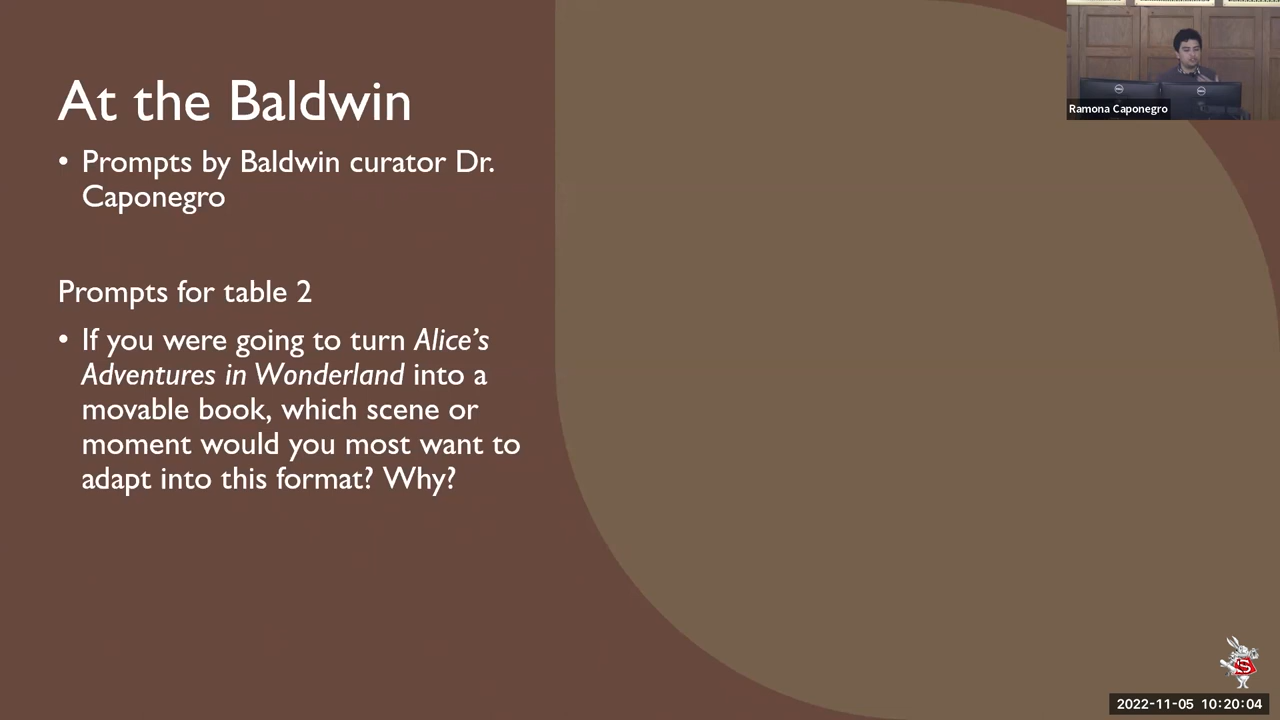 At the Baldwin
• Prompts by Baldwin curator Dr.
Caponegro
Prompts for table 2
• If you were going to turn Alice’s
Adventures in Wonderland into a
movable book, which scene or
moment would you most want to
adapt into this format? Why?
Ramona Caponegro
S
2022-11-05 10:20:04